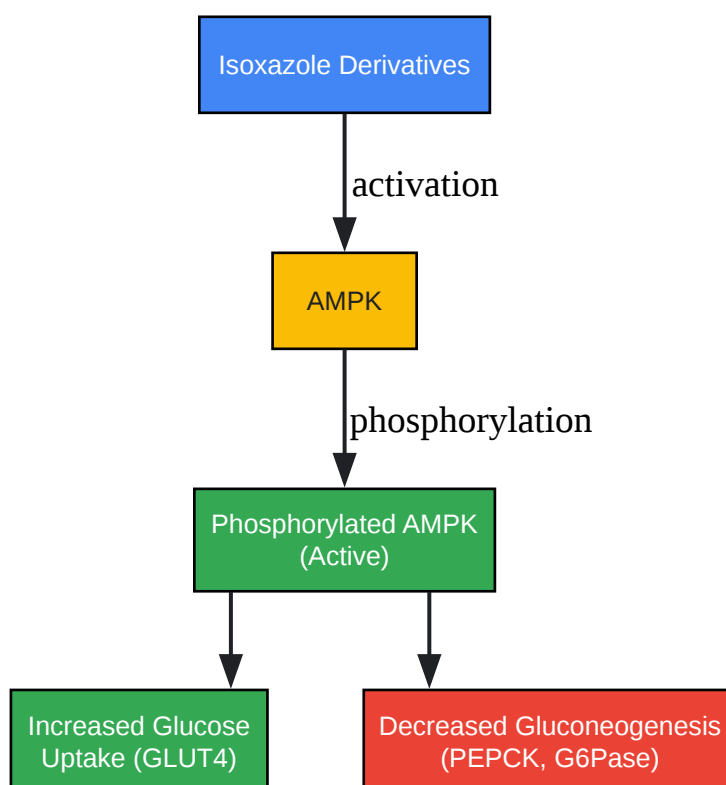 Isoxazole Derivatives
activation
AMPK
phosphorylation
Phosphorylated AMPK
(Active)
Increased Glucose
Uptake (GLUT4)
Decreased Gluconeogenesis
(PEPCK, G6Pase)